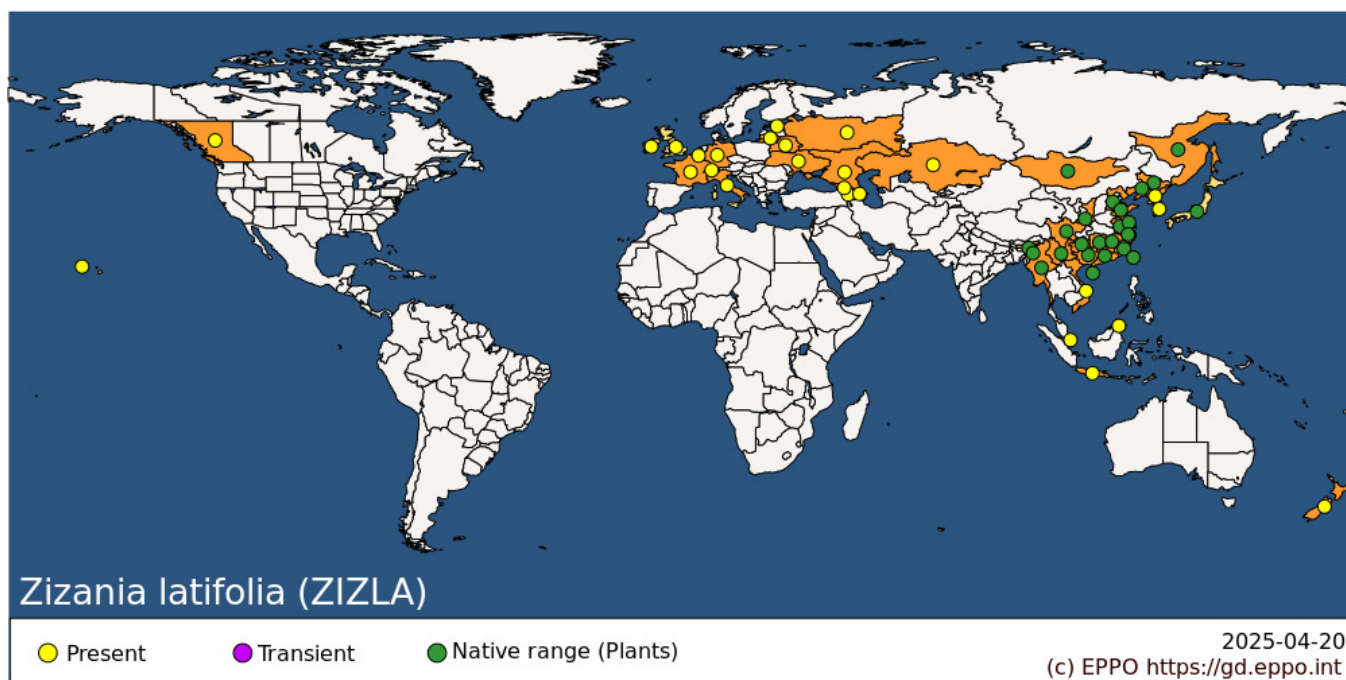 Zizania latifolia (ZIZLA)
Present
Transient
Native range (Plants)
2025-04-20
(c) EPPO https://gd.eppo.int